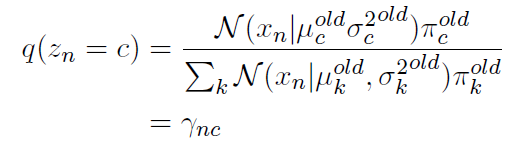 q(z_n = c) = \frac{\mathcal{N}(x_n|\mu_c^{old} \sigma_c^{2old})\pi_c^{old}}{\sum_k \mathcal{N}(x_n|\mu_k^{old}, \sigma_k^{2old})\pi_k^{old}}
= \gamma_{nc}